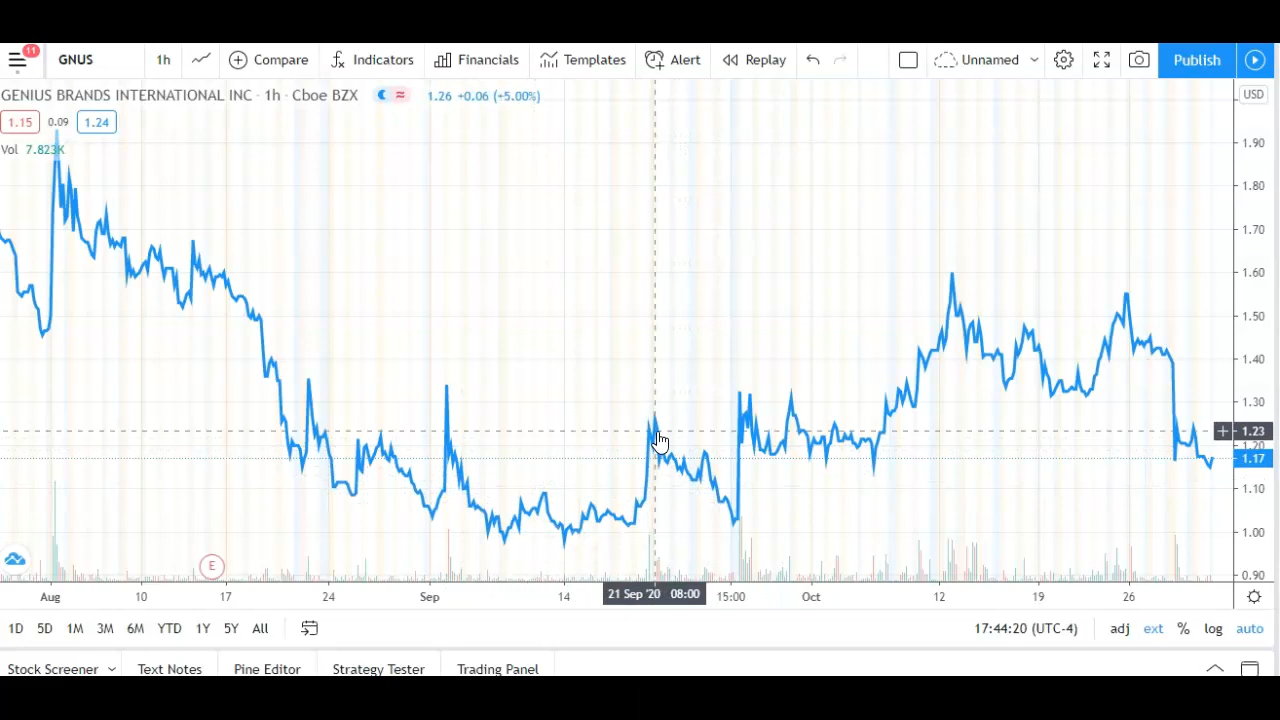 11
GNUS 1h Compare Indicators Financials Templates Alert Replay Unnamed Publish
GENIUS BRANDS INTERNATIONAL INC · 1h · Cboe BZX 1.26 +0.06 (+5.00%) USD
1.15 0.09 1.24
Vol 7.823K
1.90
1.80
1.70
1.60
1.50
1.40
1.30
1.23
1.20
1.17
1.10
1.00
E
0.90
Aug 10 17 24 Sep 14 21 Sep '20 08:00 15:00 Oct 12 19 26
1D 5D 1M 3M 6M YTD 1Y 5Y All 17:44:20 (UTC-4) adj ext % log auto
Stock Screener Text Notes Pine Editor Strategy Tester Trading Panel